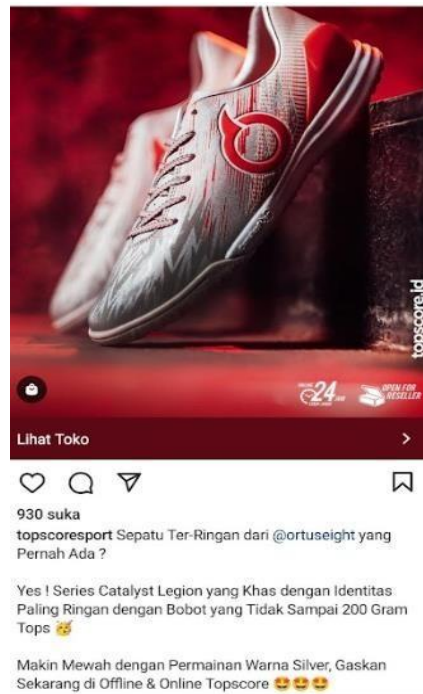 topscore.id
24
JAM
OPEN FOR
RESELLER
Lihat Toko
930 suka
topscoresport Sepatu Ter-Ringan dari @ortuseight yang
Pernah Ada ?
Yes ! Series Catalyst Legion yang Khas dengan Identitas
Paling Ringan dengan Bobot yang Tidak Sampai 200 Gram
Tops 🥳
Makin Mewah dengan Permainan Warna Silver, Gaskan
Sekarang di Offline & Online Topscore 🤩🤩🤩